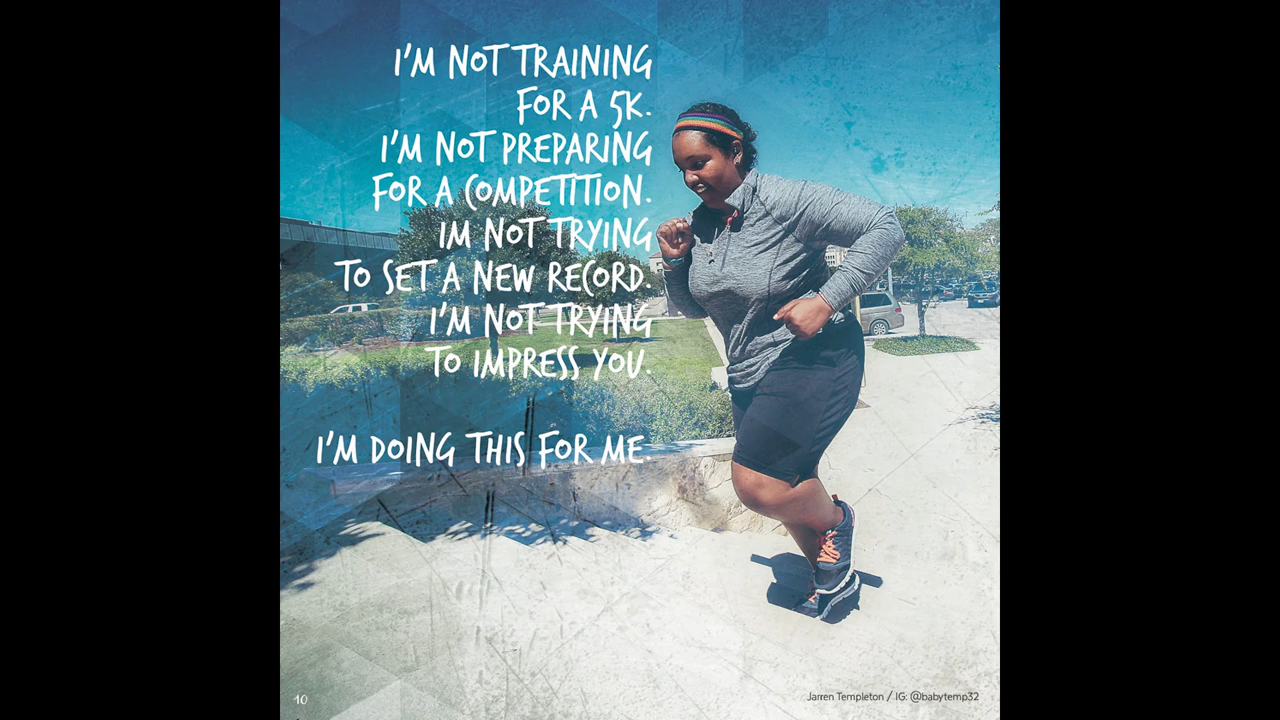 I'M NOT TRAINING
FOR A 5K.
I'M NOT PREPARING
FOR A COMPETITION.
IM NOT TRYING
TO SET A NEW RECORD.
I'M NOT TRYING
TO IMPRESS YOU.
I'M DOING THIS FOR ME.
10
Jarren Templeton / IG: @babytemp32